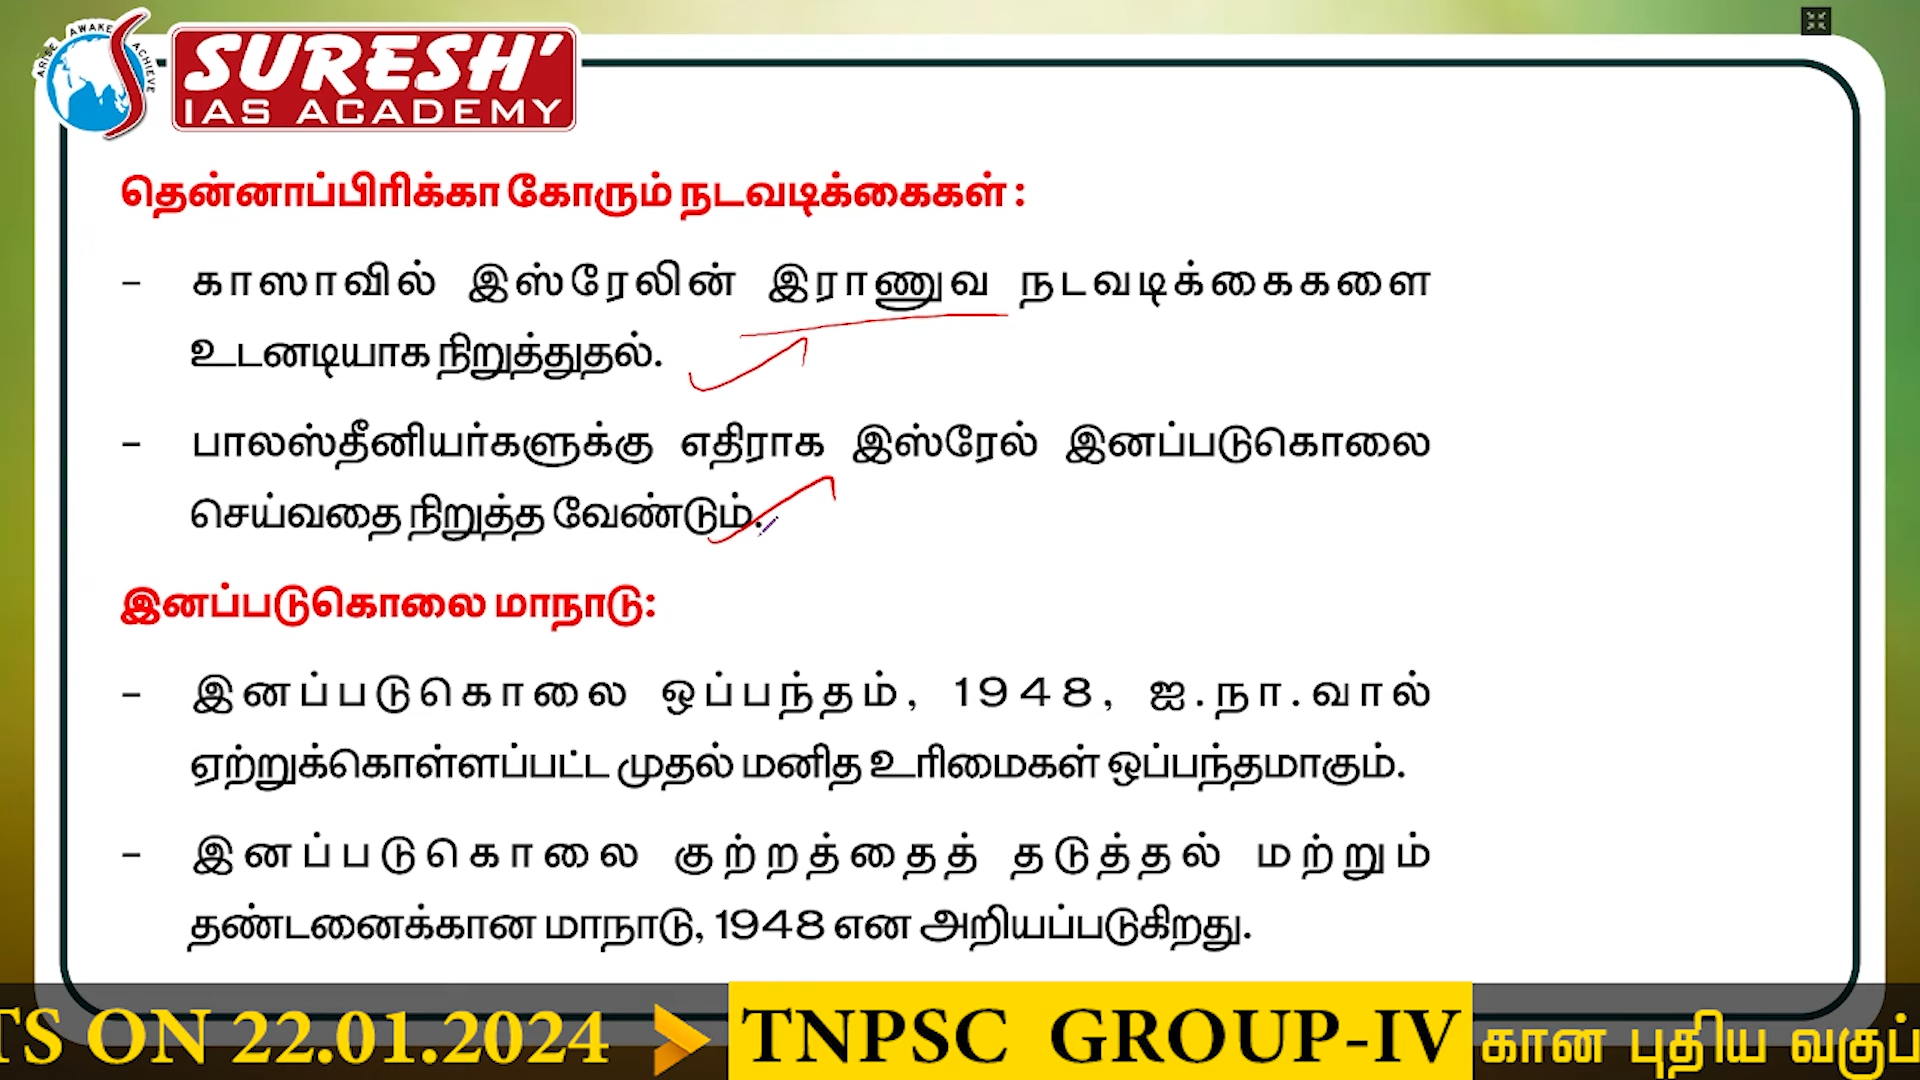 ARISE AWAKE ACHIEVE
SURESH'
IAS ACADEMY
தென்னாப்பிரிக்கா கோரும் நடவடிக்கைகள் :
– காஸாவில் இஸ்ரேலின் இராணுவ நடவடிக்கைகளை
உடனடியாக நிறுத்துதல்.
– பாலஸ்தீனியர்களுக்கு எதிராக இஸ்ரேல் இனப்படுகொலை
செய்வதை நிறுத்த வேண்டும்.
இனப்படுகொலை மாநாடு:
– இனப்படுகொலை ஒப்பந்தம், 1948, ஐ.நா.வால்
ஏற்றுக்கொள்ளப்பட்ட முதல் மனித உரிமைகள் ஒப்பந்தமாகும்.
– இனப்படுகொலை குற்றத்தைத் தடுத்தல் மற்றும்
தண்டனைக்கான மாநாடு, 1948 என அறியப்படுகிறது.
TS ON 22.01.2024 TNPSC GROUP-IV கான புதிய வகுப்